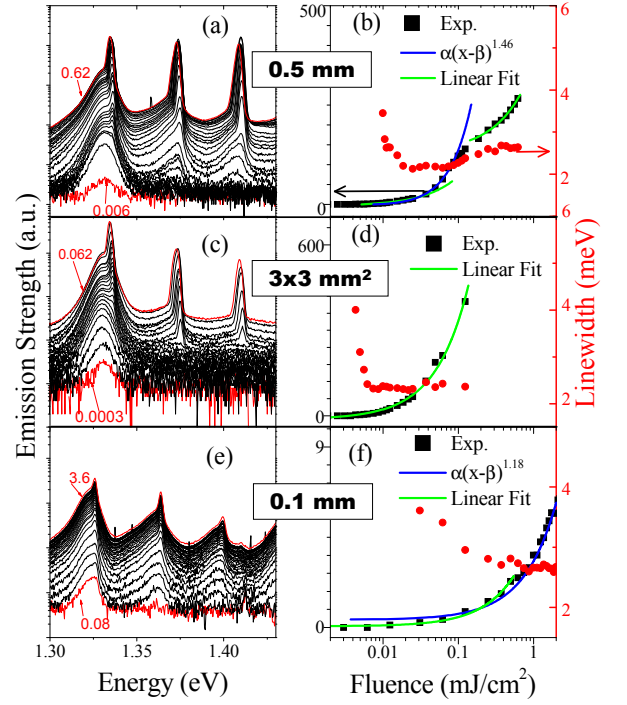 (a)
0.62
0.006
0.5 mm
500
0
(b)
Exp.
α(x-β)^1.46
Linear Fit
6
4
2
6
(c)
0.062
0.0003
3x3 mm²
600
0
(d)
Exp.
Linear Fit
4
2
(e)
3.6
0.08
0.1 mm
9
0
(f)
Exp.
α(x-β)^1.18
Linear Fit
4
2
1.30
1.35
1.40
0.01
0.1
1
Energy (eV)
Fluence (mJ/cm²)
Emission Strength (a.u.)
Linewidth (meV)